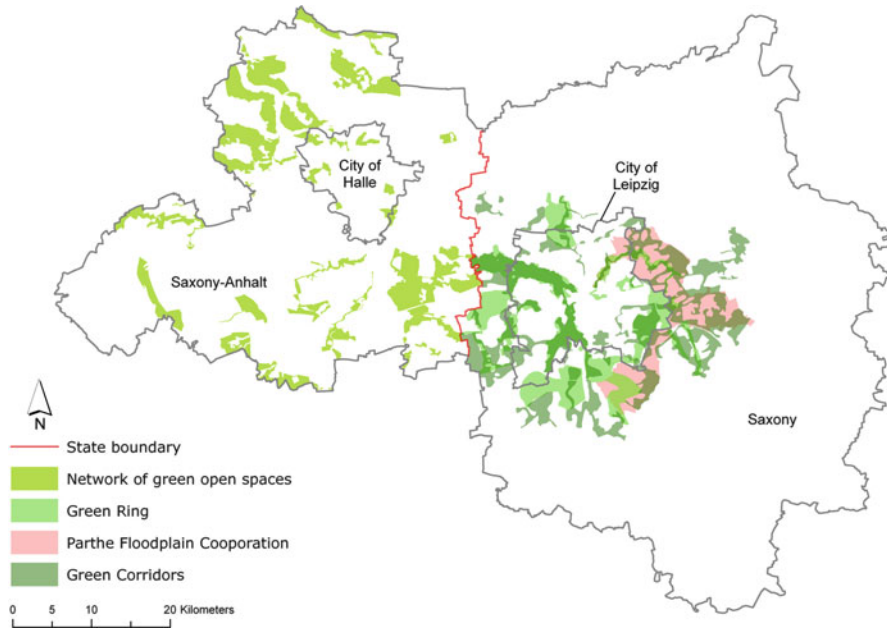 City of
Halle
City of
Leipzig
Saxony-Anhalt
Saxony
N
State boundary
Network of green open spaces
Green Ring
Parthe Floodplain Cooporation
Green Corridors
0 5 10 20 Kilometers